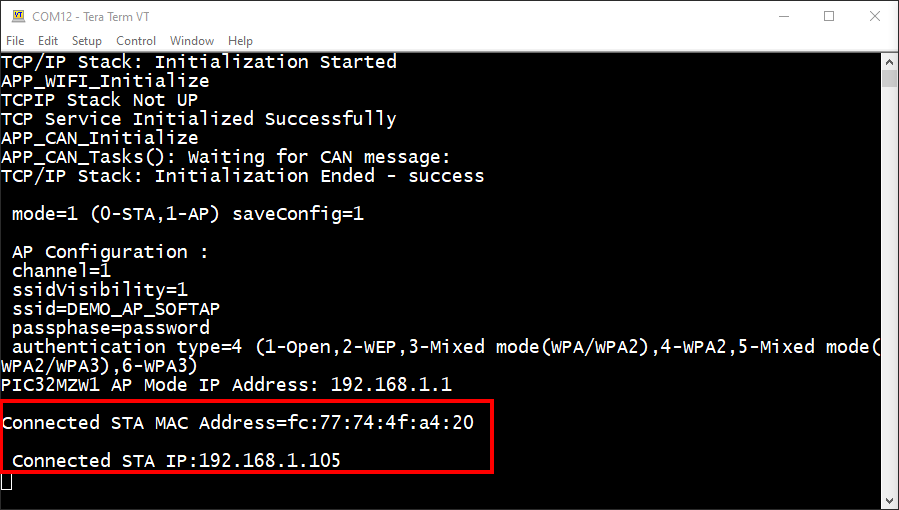 COM12 - Tera Term VT
File Edit Setup Control Window Help
TCP/IP Stack: Initialization Started
APP_WIFI_Initialize
TCPIP Stack Not UP
TCP Service Initialized Successfully
APP_CAN_Initialize
APP_CAN_Tasks(): Waiting for CAN message:
TCP/IP Stack: Initialization Ended - success
mode=1 (0-STA,1-AP) saveConfig=1
AP Configuration :
channel=1
ssidVisibility=1
ssid=DEMO_AP_SOFTAP
passphase=password
authentication type=4 (1-Open,2-WEP,3-Mixed mode(WPA/WPA2),4-WPA2,5-Mixed mode(
WPA2/WPA3),6-WPA3)
PIC32MZW1 AP Mode IP Address: 192.168.1.1
Connected STA MAC Address=fc:77:74:4f:a4:20
Connected STA IP:192.168.1.105